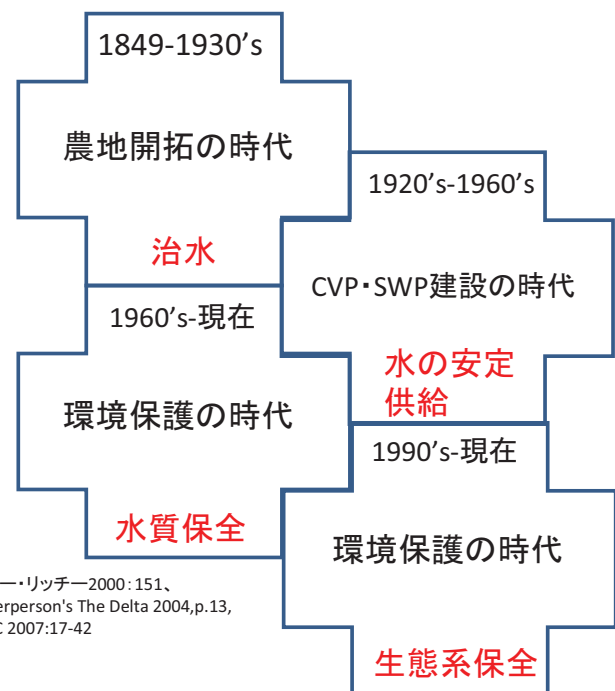 1849-1930's
農地開拓の時代
治水
1920's-1960's
CVP・SWP建設の時代
水の安定
供給
1960's-現在
環境保護の時代
水質保全
1990's-現在
環境保護の時代
生態系保全
ー・リッチー2000：151、
erperson's The Delta 2004,p.13,
C 2007:17-42